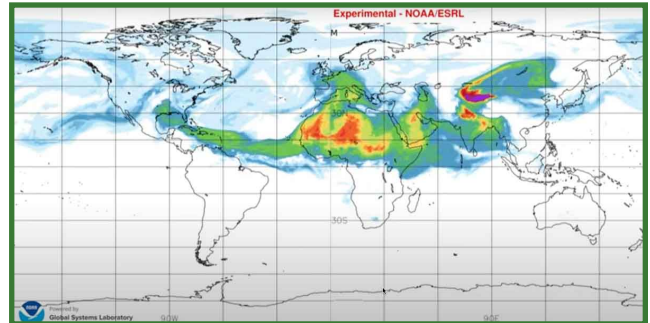 Experimental - NOAA/ESRL
M
30S
90W
90E
Powered by
Global Systems Laboratory